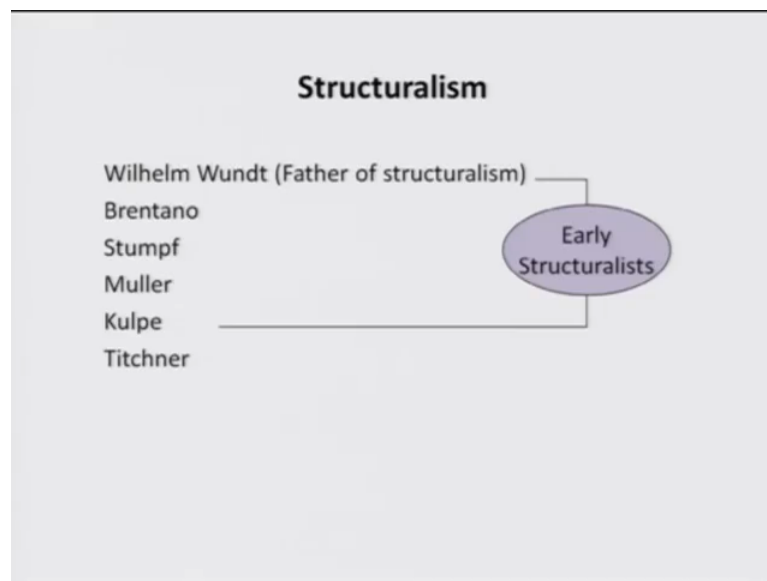 Structuralism
Wilhelm Wundt (Father of structuralism)
Brentano
Stumpf
Muller
Kulpe
Titchner
Early
Structuralists